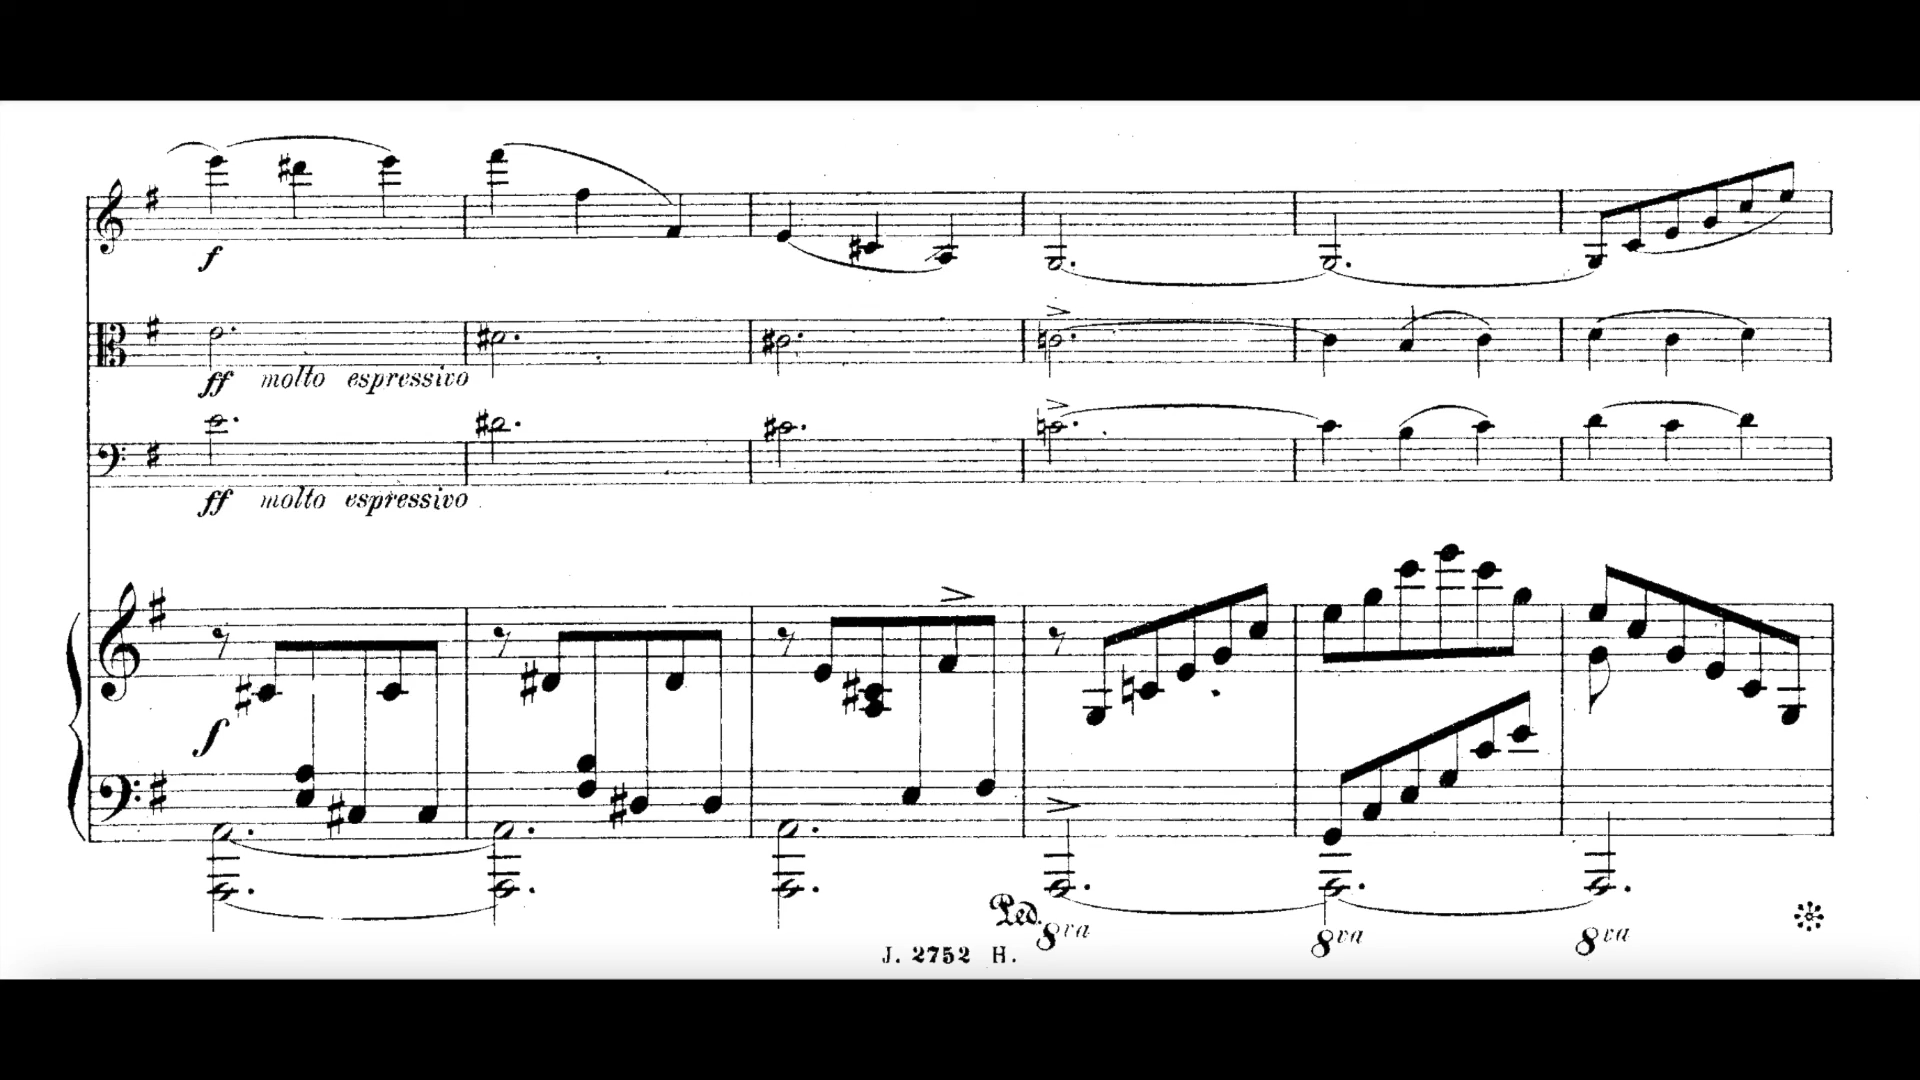 f
ff molto espressivo
ff molto espressivo
f
Ped.
8va 8va 8va
J. 2752 H.